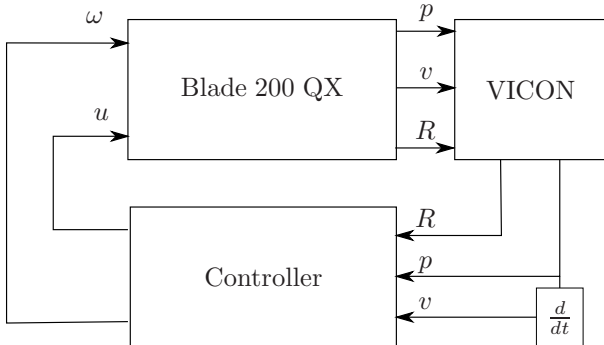 ω
p
Blade 200 QX
v
VICON
u
R
R
Controller
p
v
d
dt